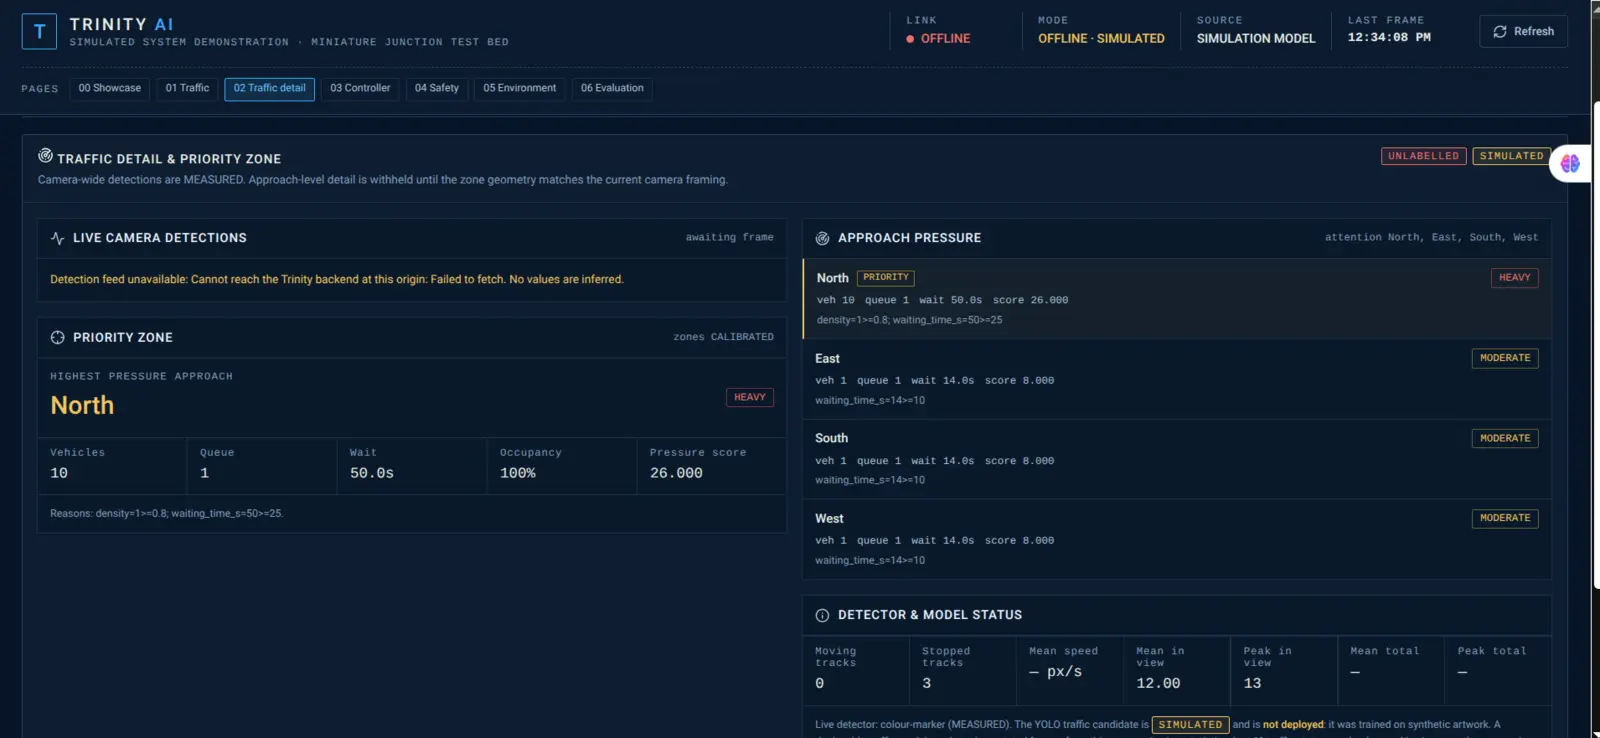 T
TRINITY AI
SIMULATED SYSTEM DEMONSTRATION · MINIATURE JUNCTION TEST BED
LINK
OFFLINE
MODE
OFFLINE · SIMULATED
SOURCE
SIMULATION MODEL
LAST FRAME
12:34:08 PM
Refresh
PAGES
00 Showcase
01 Traffic
02 Traffic detail
03 Controller
04 Safety
05 Environment
06 Evaluation
TRAFFIC DETAIL & PRIORITY ZONE
UNLABELLED
SIMULATED
Camera-wide detections are MEASURED. Approach-level detail is withheld until the zone geometry matches the current camera framing.
LIVE CAMERA DETECTIONS
awaiting frame
Detection feed unavailable: Cannot reach the Trinity backend at this origin: Failed to fetch. No values are inferred.
PRIORITY ZONE
zones CALIBRATED
HIGHEST PRESSURE APPROACH
North
HEAVY
Vehicles
10
Queue
1
Wait
50.0s
Occupancy
100%
Pressure score
26.000
Reasons: density=1>=0.8; waiting_time_s=50>=25.
APPROACH PRESSURE
attention North, East, South, West
North PRIORITY
HEAVY
veh 10 queue 1 wait 50.0s score 26.000
density=1>=0.8; waiting_time_s=50>=25
East
MODERATE
veh 1 queue 1 wait 14.0s score 8.000
waiting_time_s=14>=10
South
MODERATE
veh 1 queue 1 wait 14.0s score 8.000
waiting_time_s=14>=10
West
MODERATE
veh 1 queue 1 wait 14.0s score 8.000
waiting_time_s=14>=10
DETECTOR & MODEL STATUS
Moving
tracks
0
Stopped
tracks
3
Mean speed
— px/s
Mean in
view
12.00
Peak in
view
13
Mean total
—
Peak total
—
Live detector: colour-marker (MEASURED). The YOLO traffic candidate is SIMULATED and is not deployed: it was trained on synthetic artwork. A